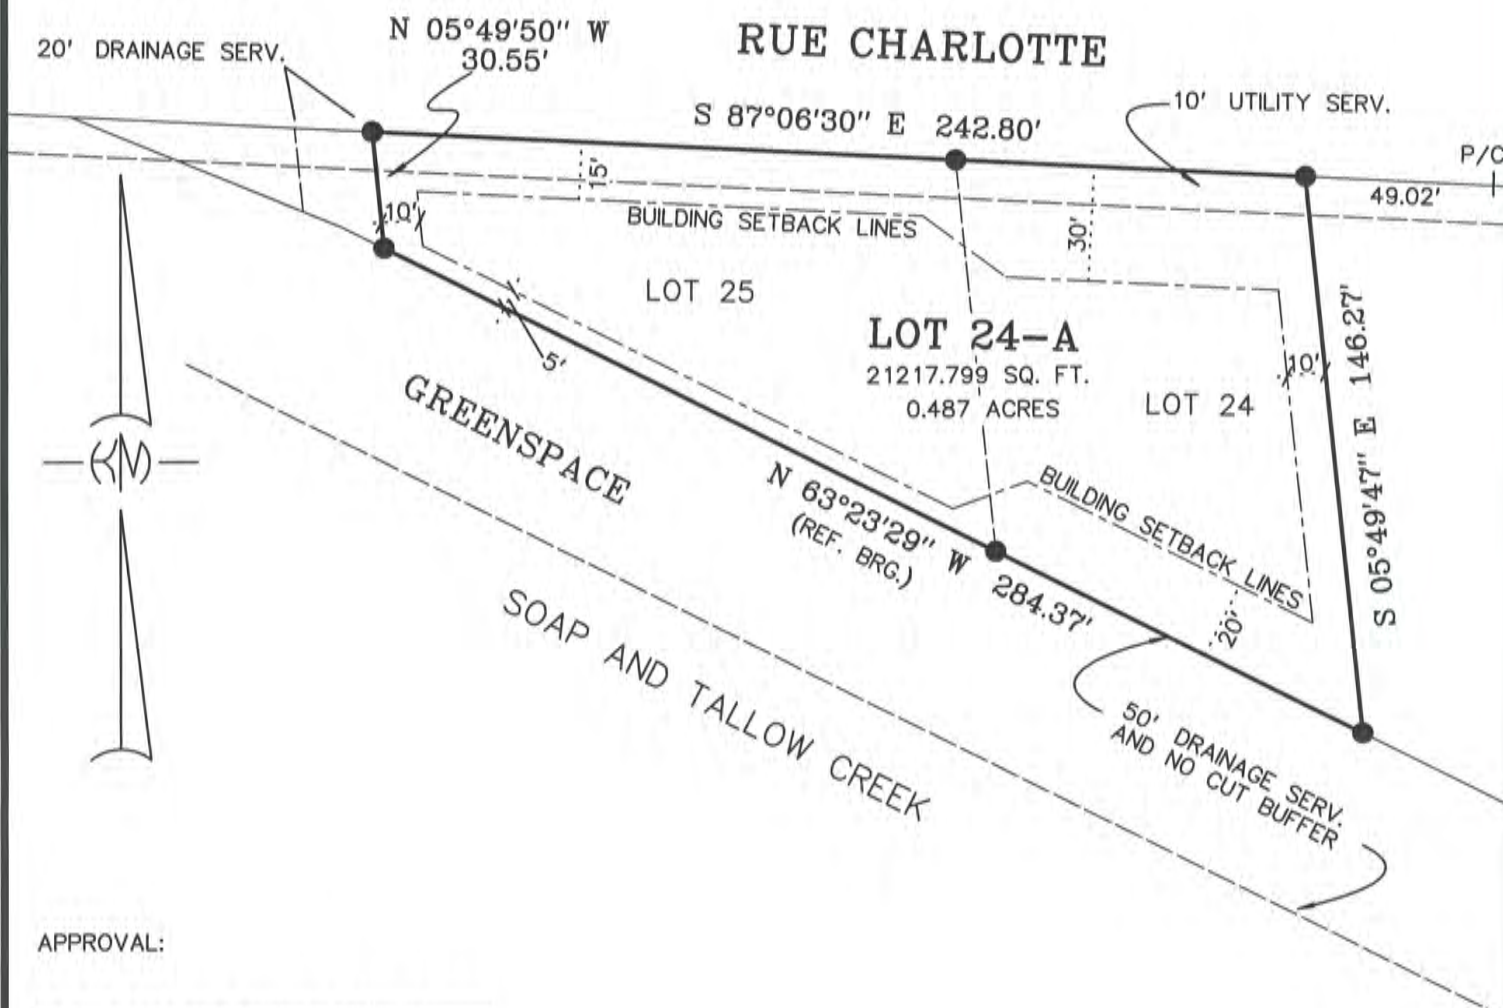 N 05°49'50" W
30.55'
20' DRAINAGE SERV.
RUE CHARLOTTE
S 87°06'30" E 242.80'
10' UTILITY SERV.
P/C
49.02'
15'
10'
BUILDING SETBACK LINES
30'
LOT 25
LOT 24-A
21217.799 SQ. FT.
0.487 ACRES
LOT 24
10'
S 05°49'47" E 146.27'
5'
GREENSPACE
N 63°23'29" W 284.37'
(REF. BRG.)
BUILDING SETBACK LINES
20'
SOAP AND TALLOW CREEK
50' DRAINAGE SERV.
AND NO CUT BUFFER
N
APPROVAL: